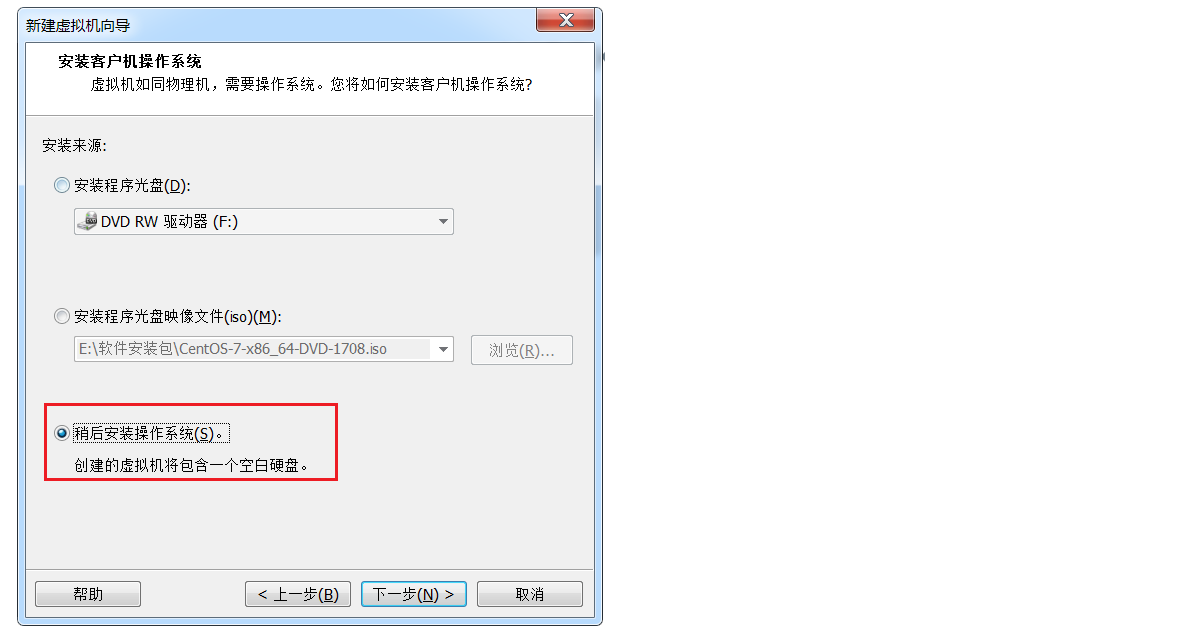 新建虚拟机向导
安装客户机操作系统
虚拟机如同物理机，需要操作系统。您将如何安装客户机操作系统?
安装来源:
安装程序光盘(D):
DVD RW 驱动器 (F:)
安装程序光盘映像文件(iso)(M):
E:\软件安装包\CentOS-7-x86_64-DVD-1708.iso
浏览(R)...
稍后安装操作系统(S)。
创建的虚拟机将包含一个空白硬盘。
帮助
< 上一步(B)
下一步(N) >
取消